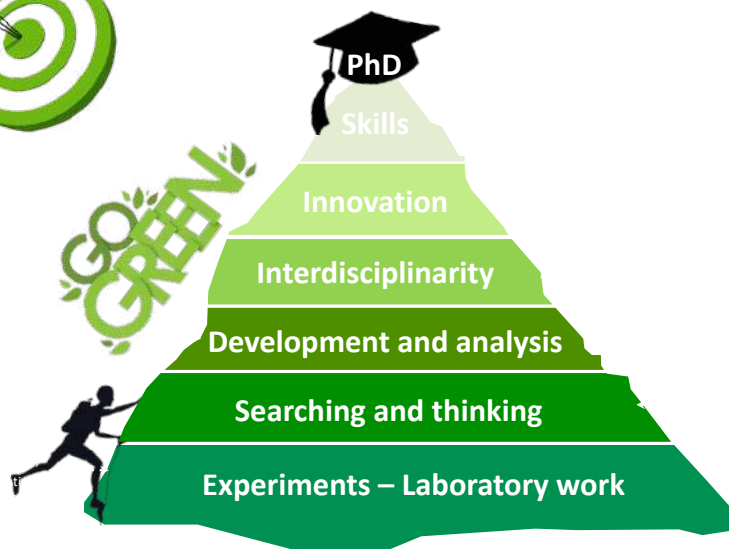 PhD
Skills
Innovation
GO
GREEN
Interdisciplinarity
Development and analysis
Searching and thinking
Experiments – Laboratory work